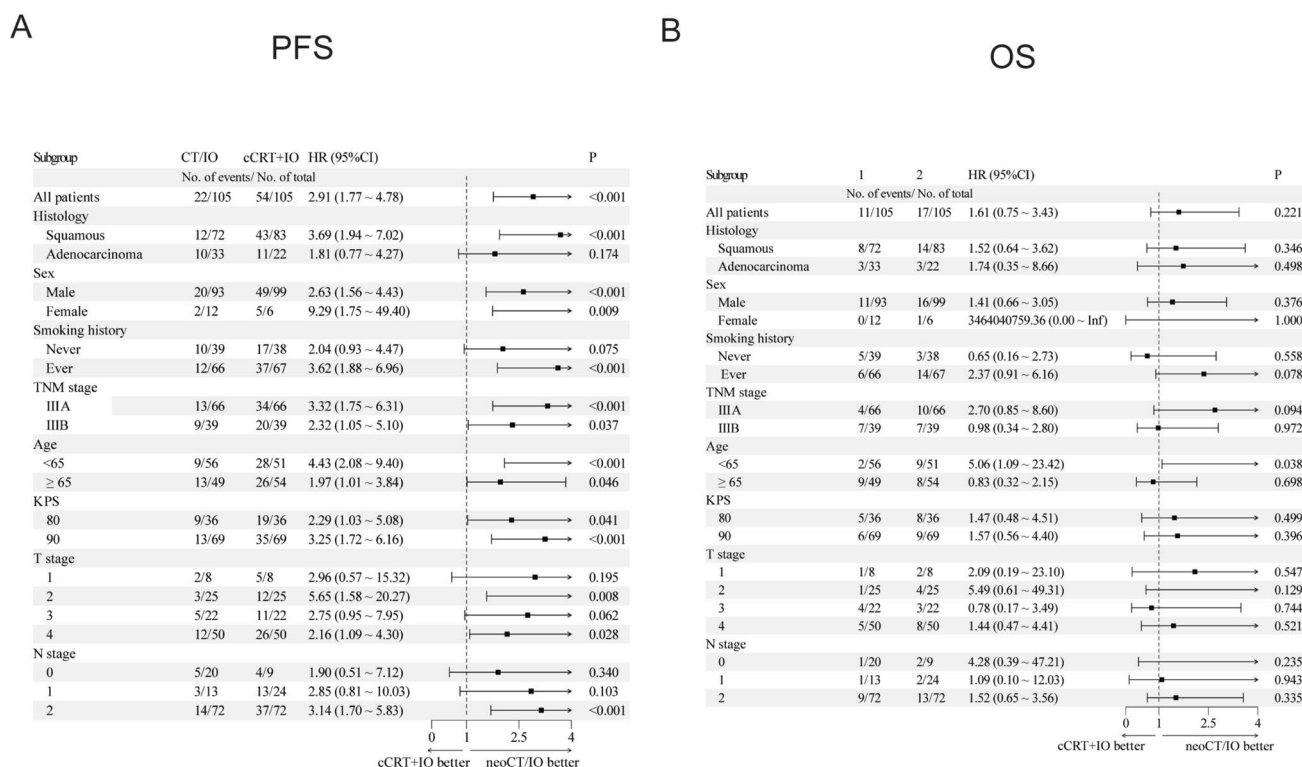 A
PFS
Subgroup CT/IO cCRT+IO HR (95%CI) P
No. of events/ No. of total
All patients 22/105 54/105 2.91 (1.77 ~ 4.78) <0.001
Histology
Squamous 12/72 43/83 3.69 (1.94 ~ 7.02) <0.001
Adenocarcinoma 10/33 11/22 1.81 (0.77 ~ 4.27) 0.174
Sex
Male 20/93 49/99 2.63 (1.56 ~ 4.43) <0.001
Female 2/12 5/6 9.29 (1.75 ~ 49.40) 0.009
Smoking history
Never 10/39 17/38 2.04 (0.93 ~ 4.47) 0.075
Ever 12/66 37/67 3.62 (1.88 ~ 6.96) <0.001
TNM stage
IIIA 13/66 34/66 3.32 (1.75 ~ 6.31) <0.001
IIIB 9/39 20/39 2.32 (1.05 ~ 5.10) 0.037
Age
<65 9/56 28/51 4.43 (2.08 ~ 9.40) <0.001
≥ 65 13/49 26/54 1.97 (1.01 ~ 3.84) 0.046
KPS
80 9/36 19/36 2.29 (1.03 ~ 5.08) 0.041
90 13/69 35/69 3.25 (1.72 ~ 6.16) <0.001
T stage
1 2/8 5/8 2.96 (0.57 ~ 15.32) 0.195
2 3/25 12/25 5.65 (1.58 ~ 20.27) 0.008
3 5/22 11/22 2.75 (0.95 ~ 7.95) 0.062
4 12/50 26/50 2.16 (1.09 ~ 4.30) 0.028
N stage
0 5/20 4/9 1.90 (0.51 ~ 7.12) 0.340
1 3/13 13/24 2.85 (0.81 ~ 10.03) 0.103
2 14/72 37/72 3.14 (1.70 ~ 5.83) <0.001
0 1 2.5 4
cCRT+IO better neoCT/IO better
B
OS
Subgroup 1 2 HR (95%CI) P
No. of events/ No. of total
All patients 11/105 17/105 1.61 (0.75 ~ 3.43) 0.221
Histology
Squamous 8/72 14/83 1.52 (0.64 ~ 3.62) 0.346
Adenocarcinoma 3/33 3/22 1.74 (0.35 ~ 8.66) 0.498
Sex
Male 11/93 16/99 1.41 (0.66 ~ 3.05) 0.376
Female 0/12 1/6 3464040759.36 (0.00 ~ Inf) 1.000
Smoking history
Never 5/39 3/38 0.65 (0.16 ~ 2.73) 0.558
Ever 6/66 14/67 2.37 (0.91 ~ 6.16) 0.078
TNM stage
IIIA 4/66 10/66 2.70 (0.85 ~ 8.60) 0.094
IIIB 7/39 7/39 0.98 (0.34 ~ 2.80) 0.972
Age
<65 2/56 9/51 5.06 (1.09 ~ 23.42) 0.038
≥ 65 9/49 8/54 0.83 (0.32 ~ 2.15) 0.698
KPS
80 5/36 8/36 1.47 (0.48 ~ 4.51) 0.499
90 6/69 9/69 1.57 (0.56 ~ 4.40) 0.396
T stage
1 1/8 2/8 2.09 (0.19 ~ 23.10) 0.547
2 1/25 4/25 5.49 (0.61 ~ 49.31) 0.129
3 4/22 3/22 0.78 (0.17 ~ 3.49) 0.744
4 5/50 8/50 1.44 (0.47 ~ 4.41) 0.521
N stage
0 1/20 2/9 4.28 (0.39 ~ 47.21) 0.235
1 1/13 2/24 1.09 (0.10 ~ 12.03) 0.943
2 9/72 13/72 1.52 (0.65 ~ 3.56) 0.335
0 1 2.5 4
cCRT+IO better neoCT/IO better